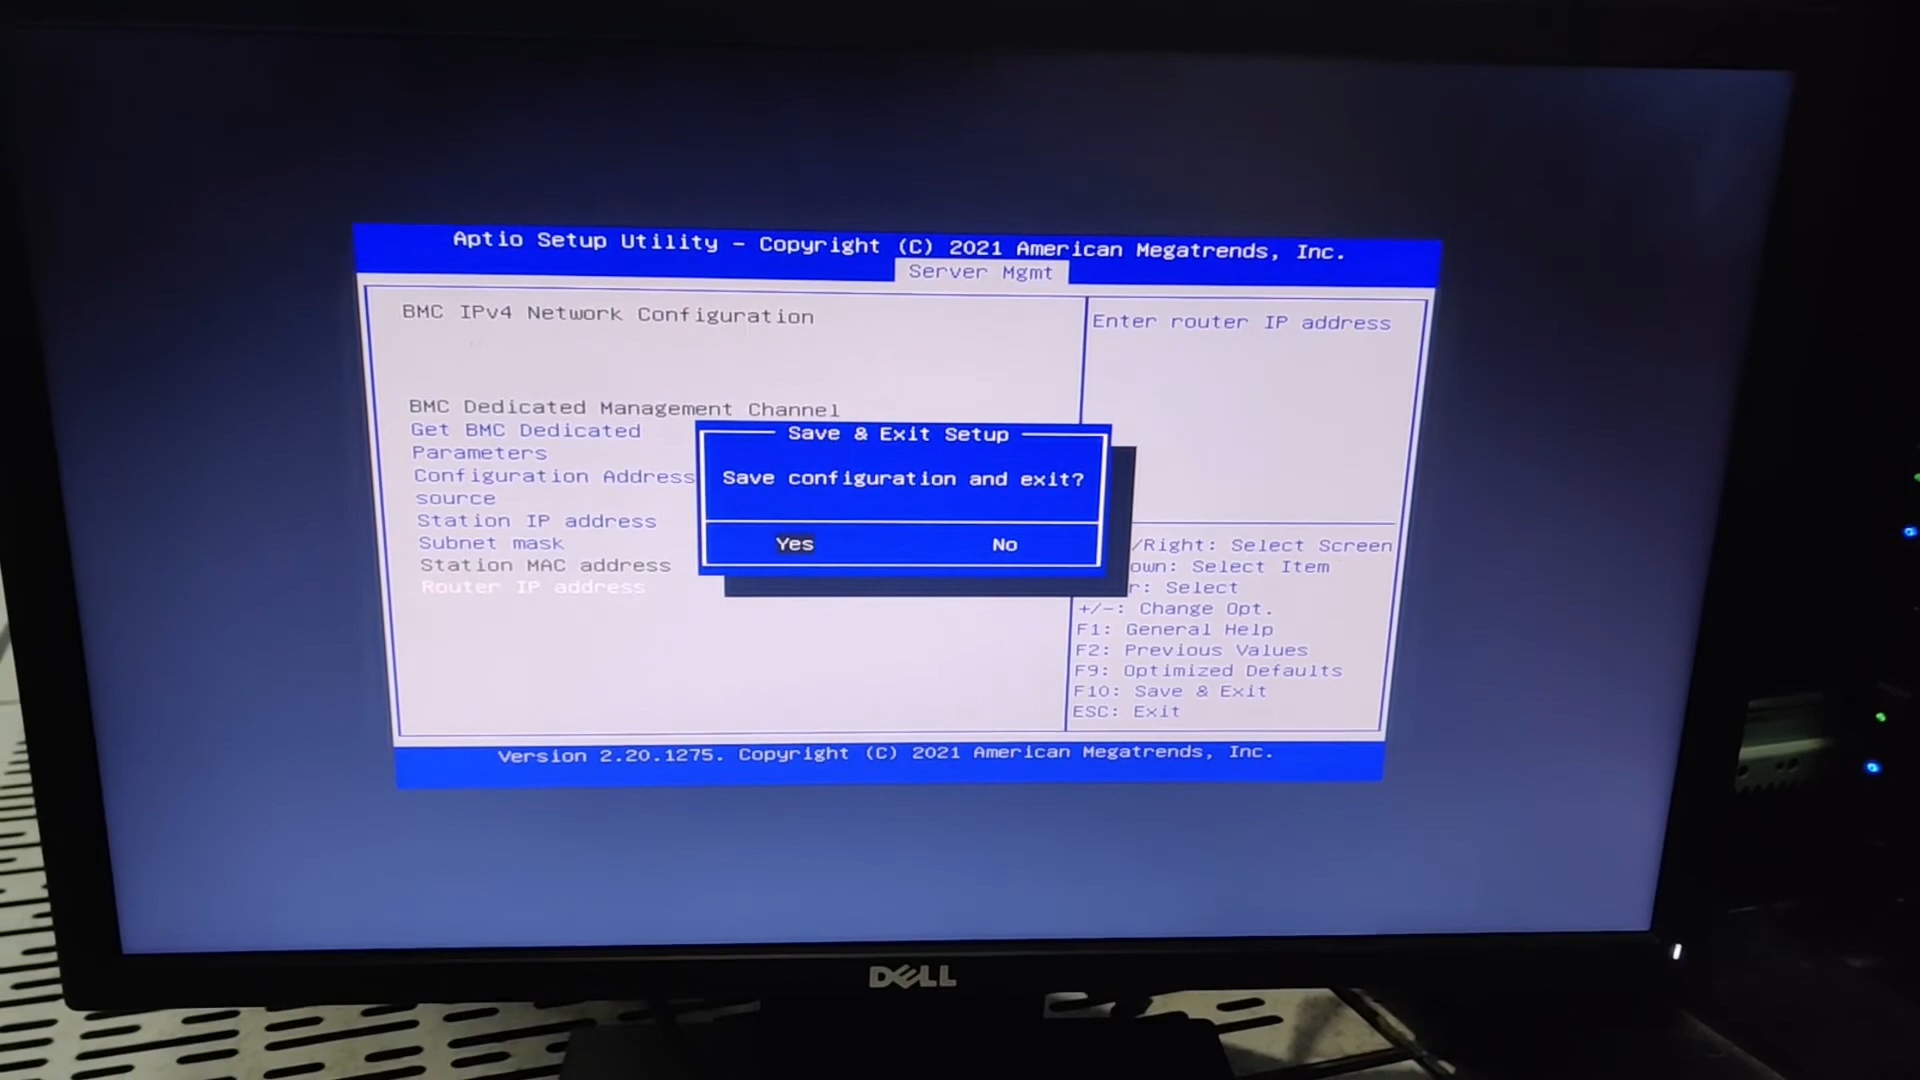 Aptio Setup Utility – Copyright (C) 2021 American Megatrends, Inc.
Server Mgmt
BMC IPv4 Network Configuration
BMC Dedicated Management Channel
Get BMC Dedicated
Parameters
Configuration Address
source
Station IP address
Subnet mask
Station MAC address
Router IP address
Save & Exit Setup
Save configuration and exit?
Yes No
Enter router IP address
/Right: Select Screen
own: Select Item
r: Select
+/-: Change Opt.
F1: General Help
F2: Previous Values
F9: Optimized Defaults
F10: Save & Exit
ESC: Exit
Version 2.20.1275. Copyright (C) 2021 American Megatrends, Inc.
DELL